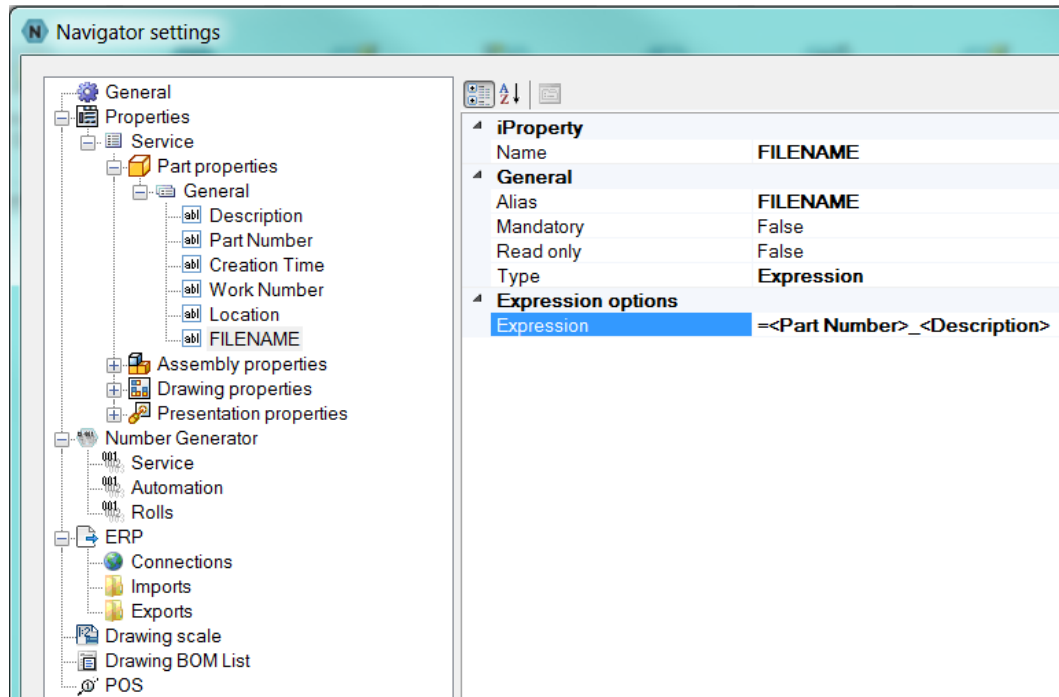 Navigator settings
General
Properties
Service
Part properties
General
Description
Part Number
Creation Time
Work Number
Location
FILENAME
Assembly properties
Drawing properties
Presentation properties
Number Generator
Service
Automation
Rolls
ERP
Connections
Imports
Exports
Drawing scale
Drawing BOM List
POS
iProperty
Name FILENAME
General
Alias FILENAME
Mandatory False
Read only False
Type Expression
Expression options
Expression =<Part Number>_<Description>